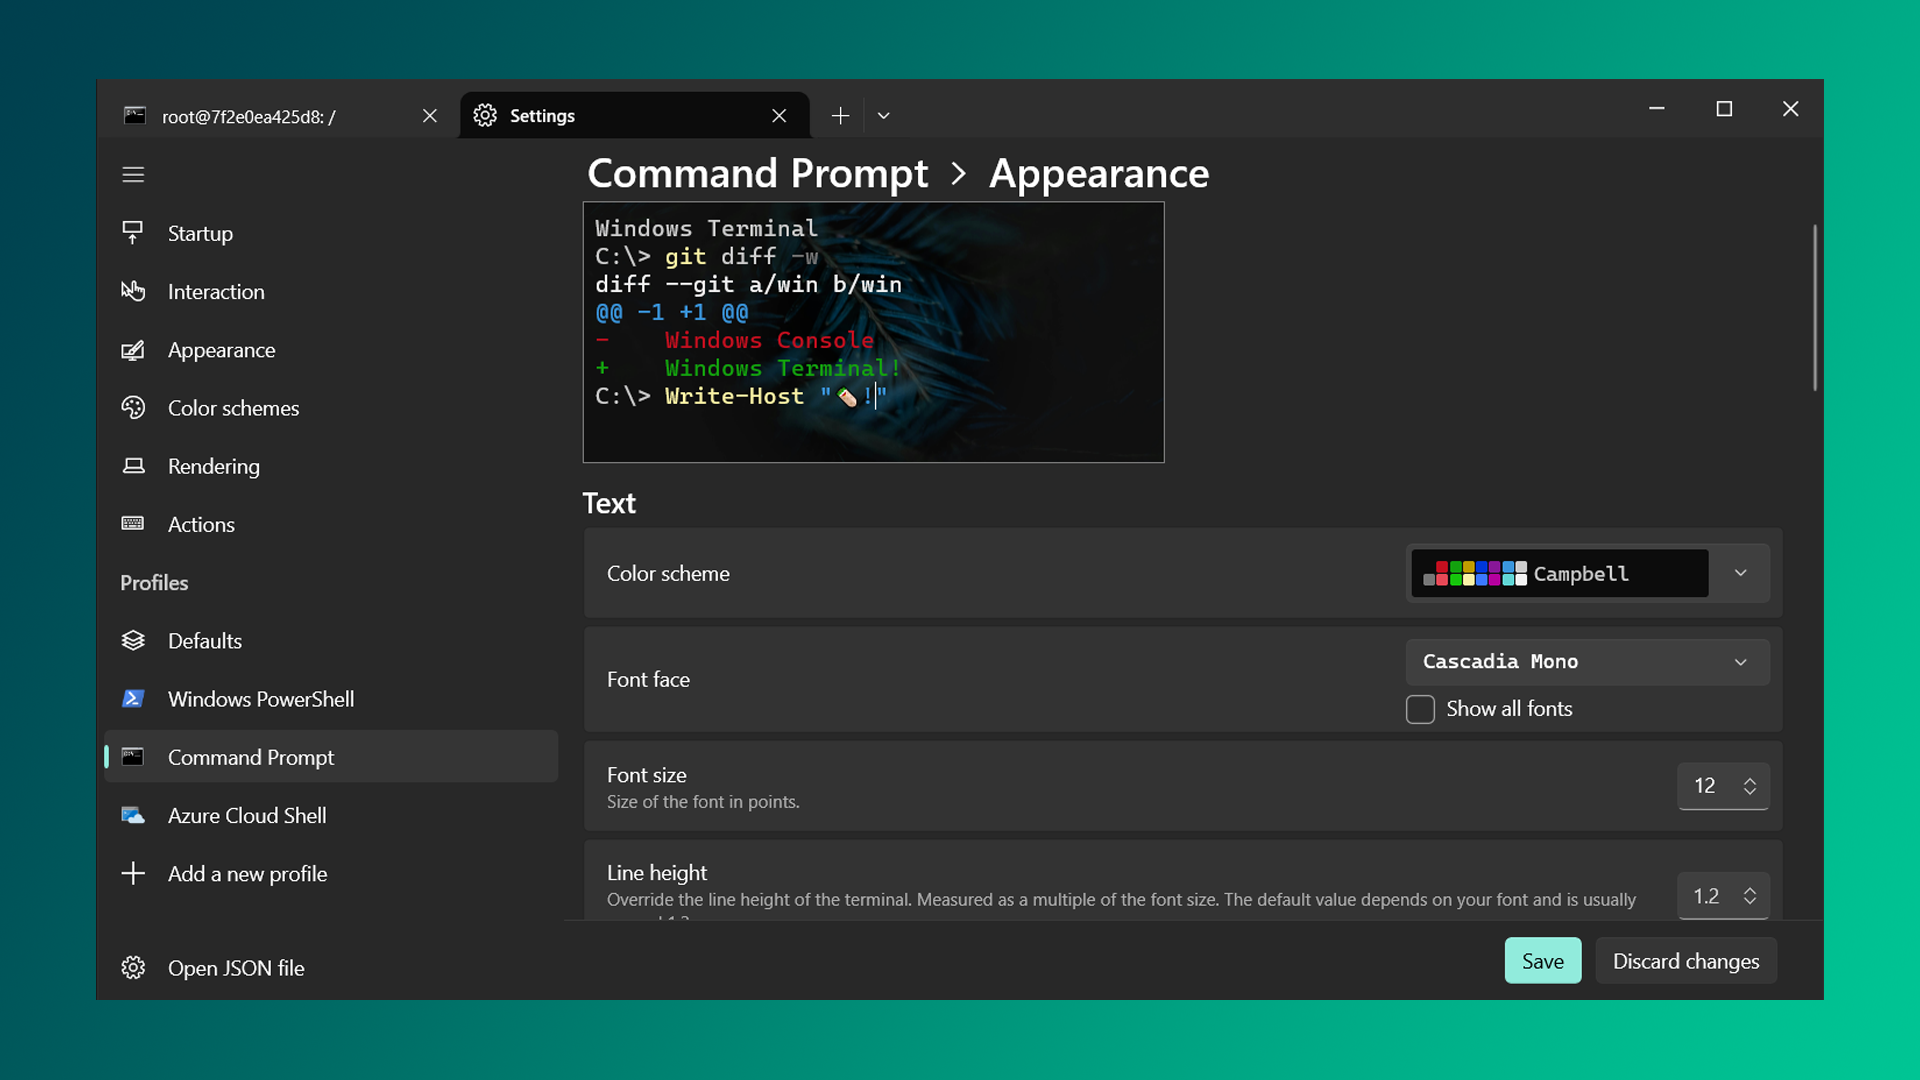 root@7f2e0ea425d8: /
Settings
Startup
Interaction
Appearance
Color schemes
Rendering
Actions
Profiles
Defaults
Windows PowerShell
Command Prompt
Azure Cloud Shell
Add a new profile
Open JSON file
Command Prompt > Appearance
Windows Terminal
C:\> git diff -w
diff --git a/win b/win
@@ -1 +1 @@
-    Windows Console
+    Windows Terminal!
C:\> Write-Host "🌯!"
Text
Color scheme
Campbell
Font face
Cascadia Mono
Show all fonts
Font size
Size of the font in points.
12
Line height
Override the line height of the terminal. Measured as a multiple of the font size. The default value depends on your font and is usually
1.2
Save
Discard changes